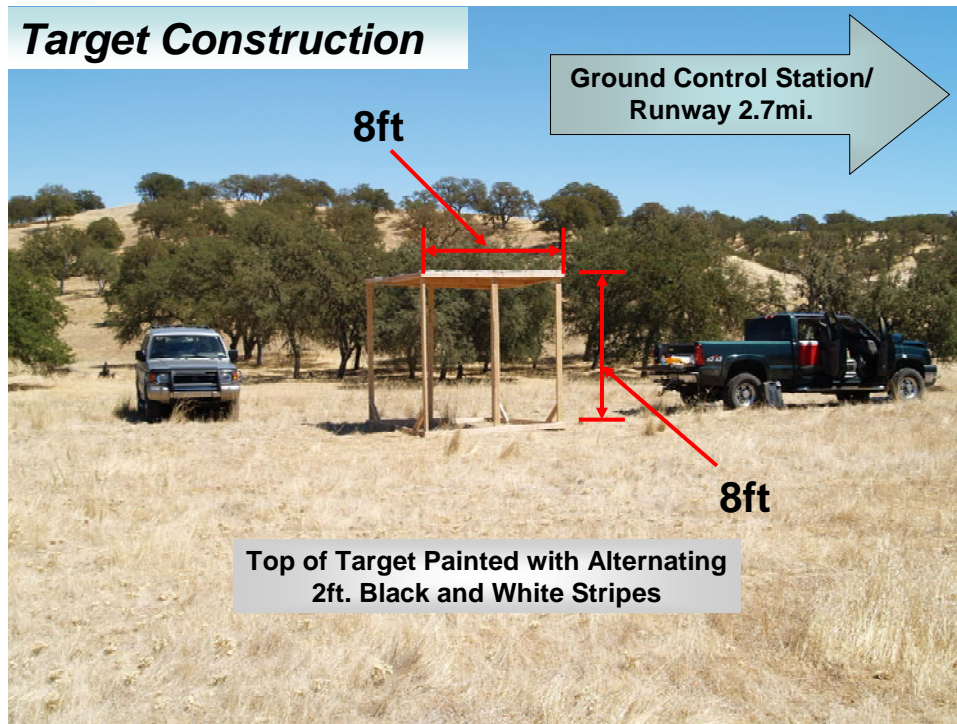 Target Construction
Ground Control Station/
Runway 2.7mi.
8ft
8ft
Top of Target Painted with Alternating
2ft. Black and White Stripes